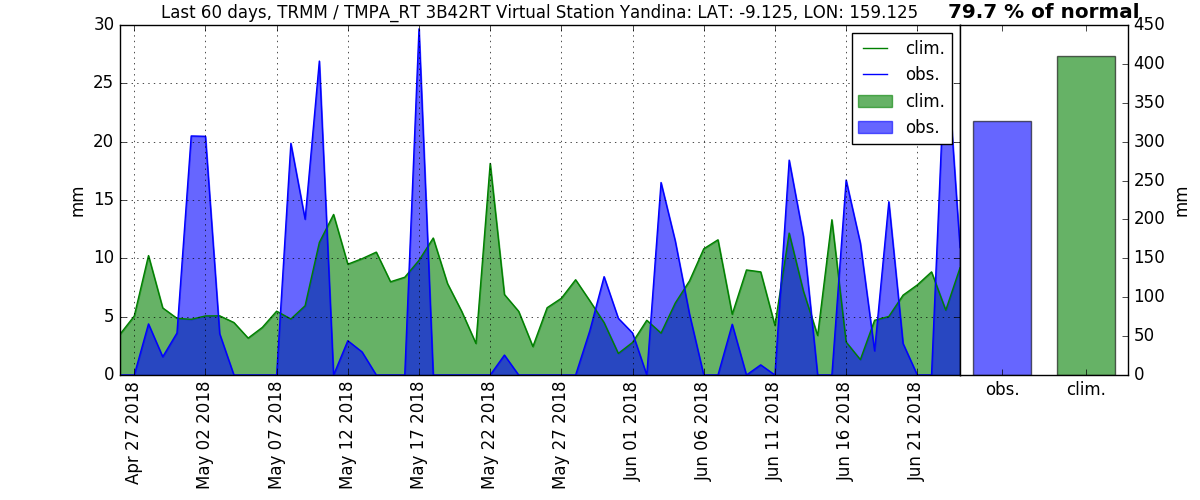 Last 60 days, TRMM / TMPA_RT 3B42RT Virtual Station Yandina: LAT: -9.125, LON: 159.125
79.7 % of normal
30
25
20
15
10
5
0
mm
clim.
obs.
clim.
obs.
450
400
350
300
250
200
150
100
50
0
mm
obs.
clim.
Apr 27 2018
May 02 2018
May 07 2018
May 12 2018
May 17 2018
May 22 2018
May 27 2018
Jun 01 2018
Jun 06 2018
Jun 11 2018
Jun 16 2018
Jun 21 2018